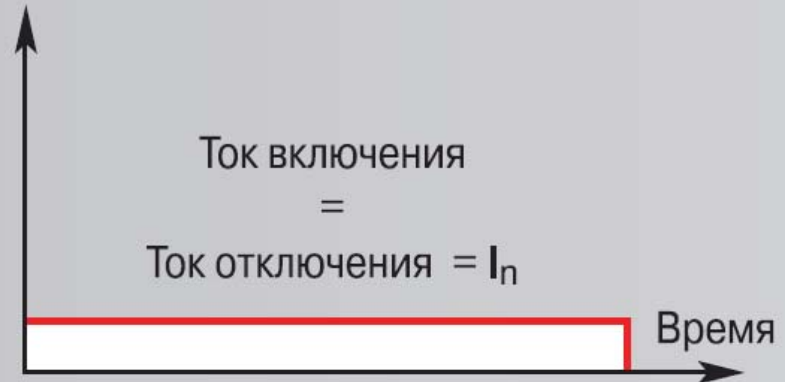 Ток включения
=
Ток отключения = In
Время